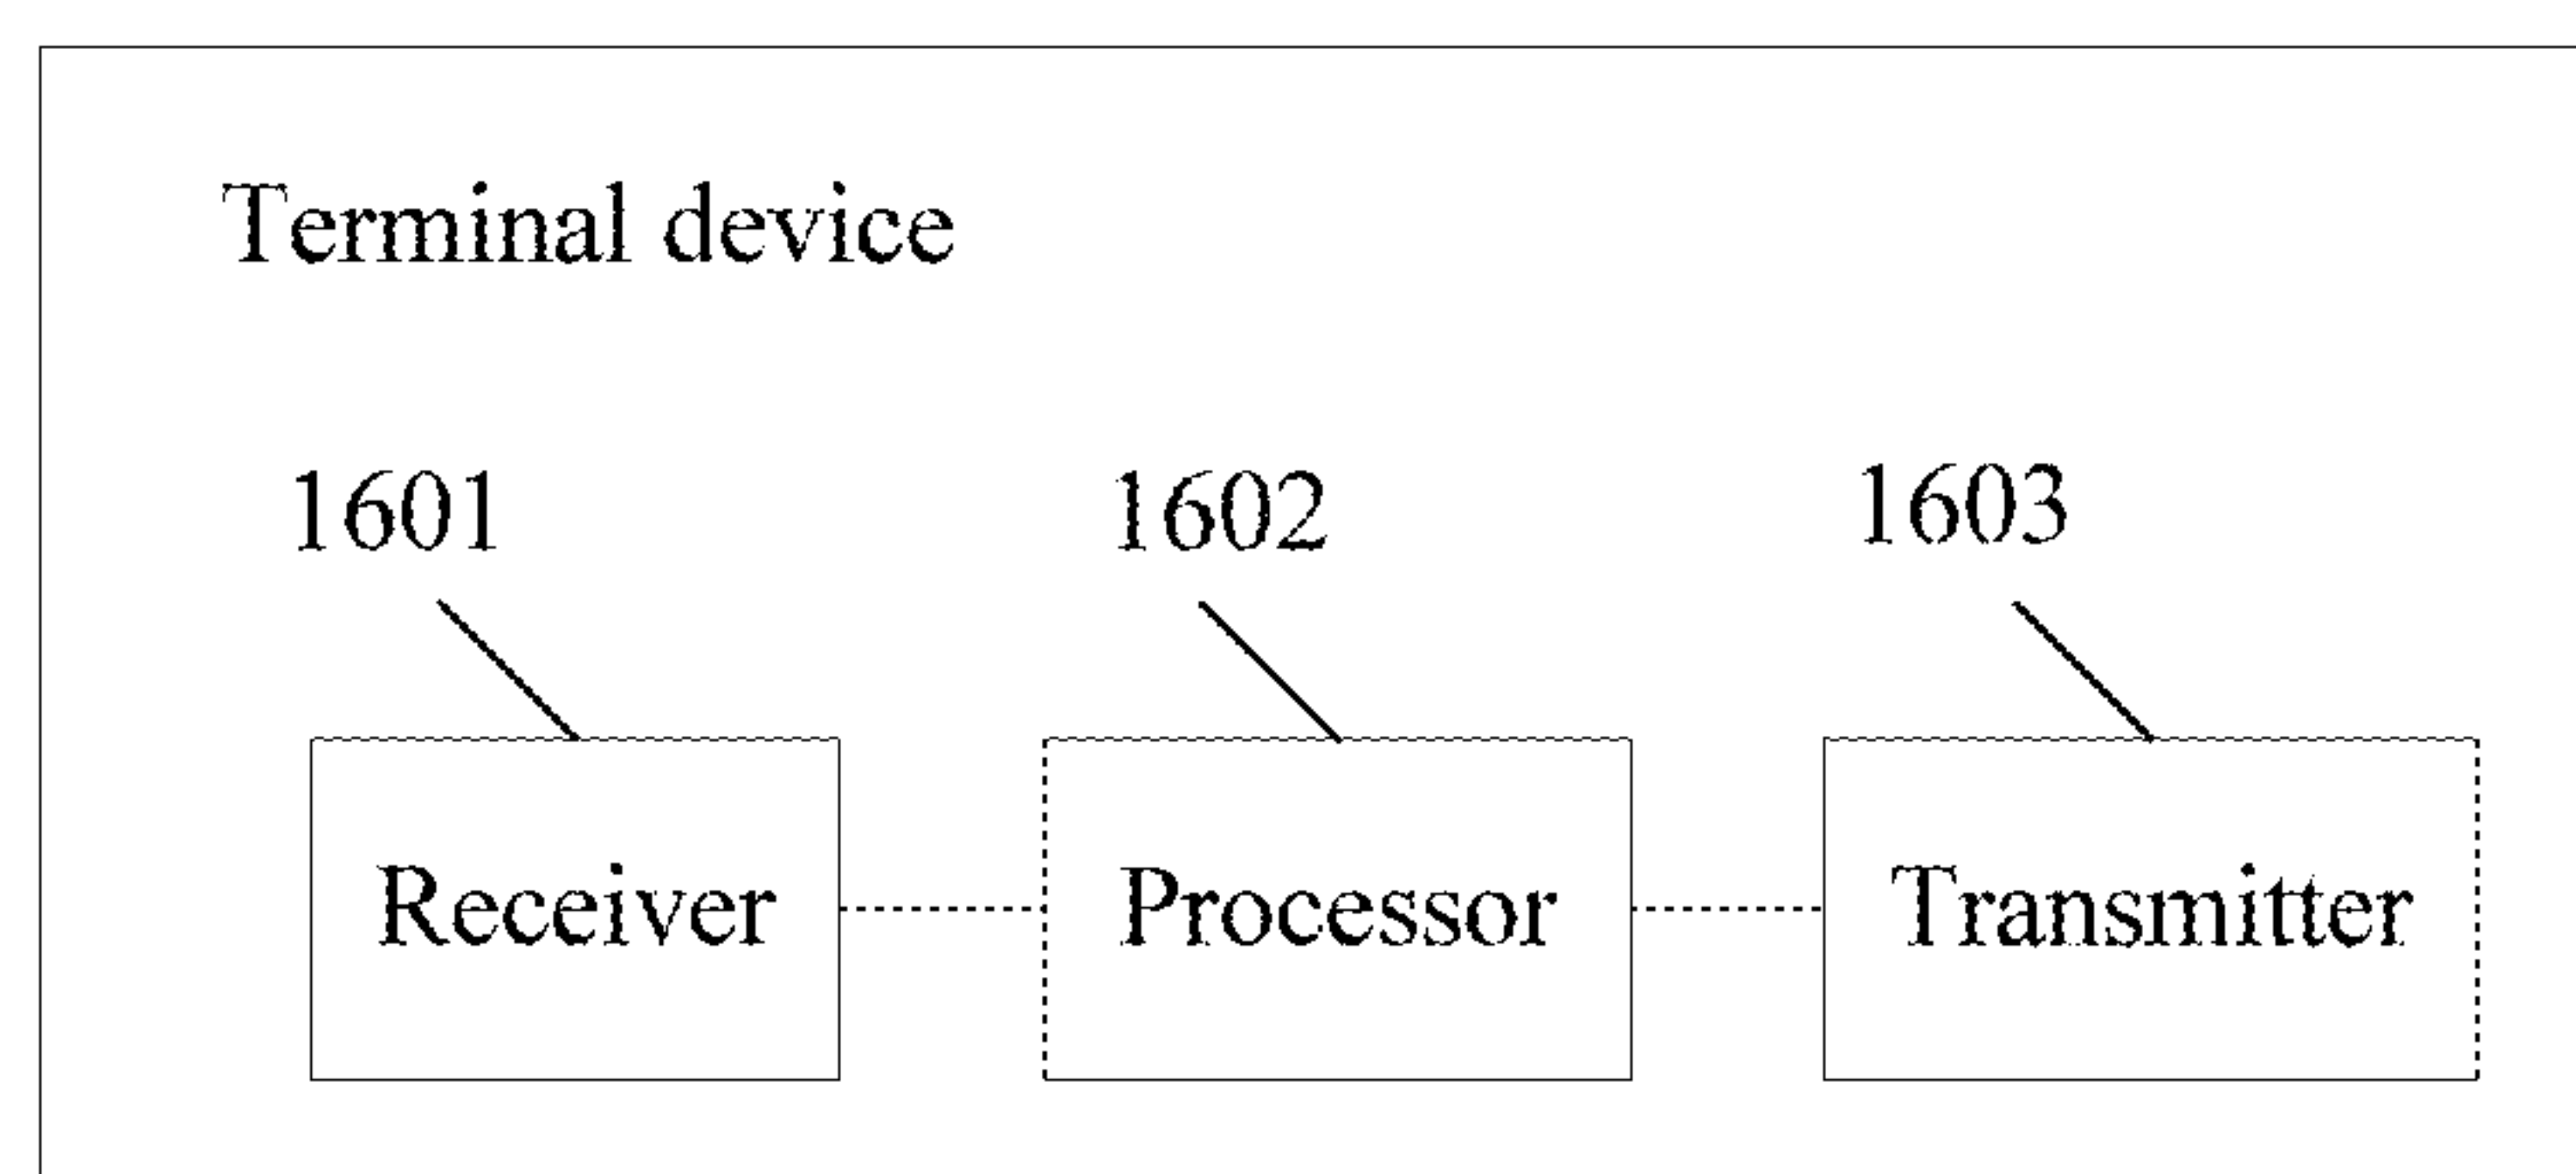 Terminal device
1601
1602
1603
Receiver
Processor
Transmitter